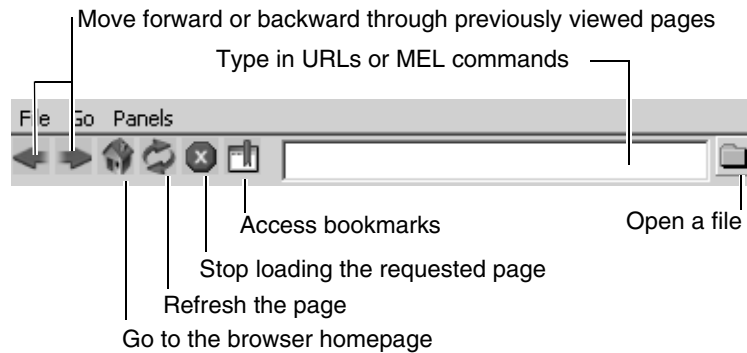 Move forward or backward through previously viewed pages
Type in URLs or MEL commands
File Go Panels
Access bookmarks
Open a file
Stop loading the requested page
Refresh the page
Go to the browser homepage